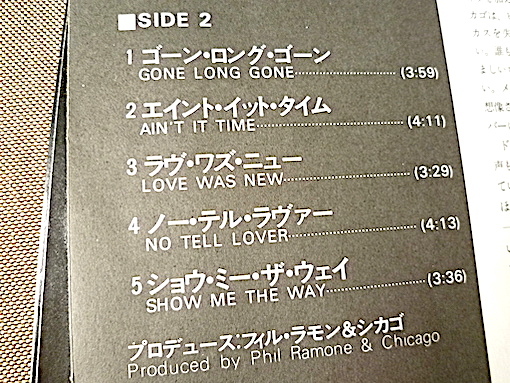 ■SIDE 2
1 ゴーン・ロング・ゴーン
GONE LONG GONE (3:59)
2 エイント・イット・タイム
AIN'T IT TIME (4:11)
3 ラヴ・ワズ・ニュー
LOVE WAS NEW (3:29)
4 ノー・テル・ラヴァー
NO TELL LOVER (4:13)
5 ショウ・ミー・ザ・ウェイ
SHOW ME THE WAY (3:36)
プロデュース:フィル・ラモン&シカゴ
Produced by Phil Ramone & Chicago